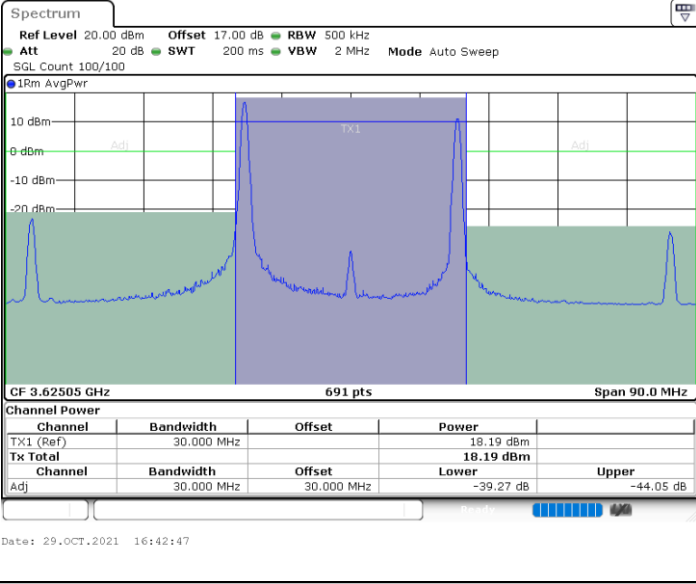 Spectrum
Ref Level 20.00 dBm Offset 17.00 dB RBW 500 kHz
Att 20 dB SWT 200 ms VBW 2 MHz Mode Auto Sweep
SGL Count 100/100
1Rm AvgPwr
10 dBm
TX1
Adj
Adj
0 dBm
-10 dBm
-20 dBm
CF 3.62505 GHz 691 pts Span 90.0 MHz
Channel Power
Channel Bandwidth Offset Power
TX1 (Ref) 30.000 MHz 18.19 dBm
Tx Total 18.19 dBm
Channel Bandwidth Offset Lower Upper
Adj 30.000 MHz 30.000 MHz -39.27 dB -44.05 dB
Ready
Date: 29.OCT.2021 16:42:47